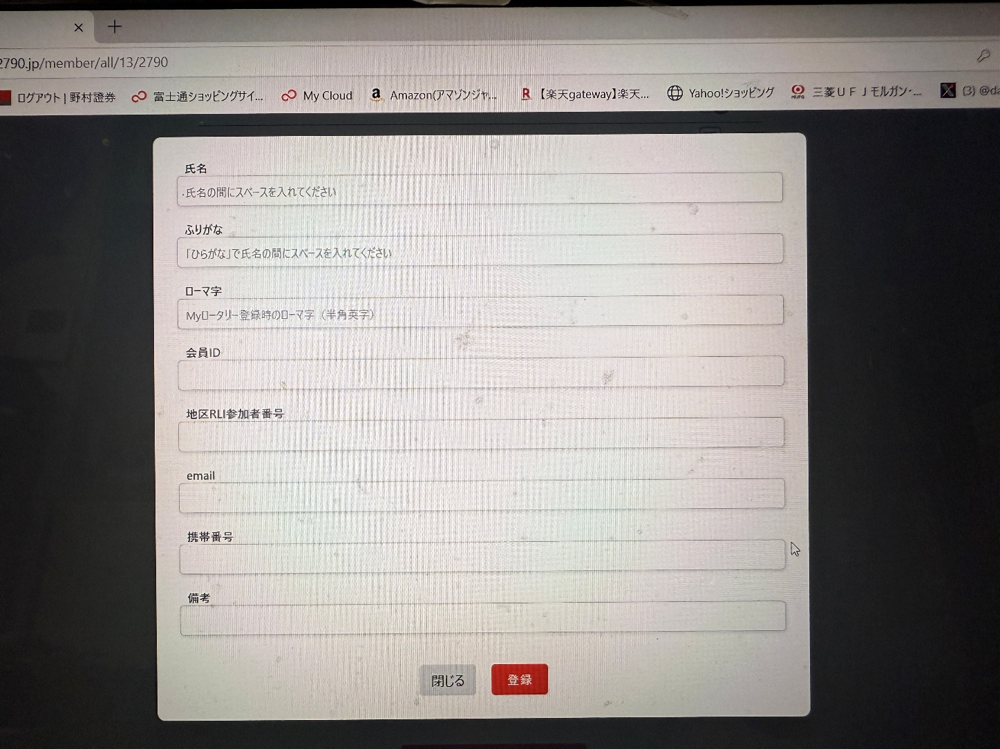 2790.jp/member/all/13/2790
ログアウト | 野村證券 富士通ショッピングサイ... My Cloud Amazon(アマゾンジャ... 【楽天gateway】楽天... Yahoo!ショッピング 三菱ＵＦＪモルガン・... (3) @da
氏名
氏名の間にスペースを入れてください
ふりがな
「ひらがな」で氏名の間にスペースを入れてください
ローマ字
Myロータリー登録時のローマ字（半角英字）
会員ID
地区RLI参加者番号
email
携帯番号
備考
閉じる 登録